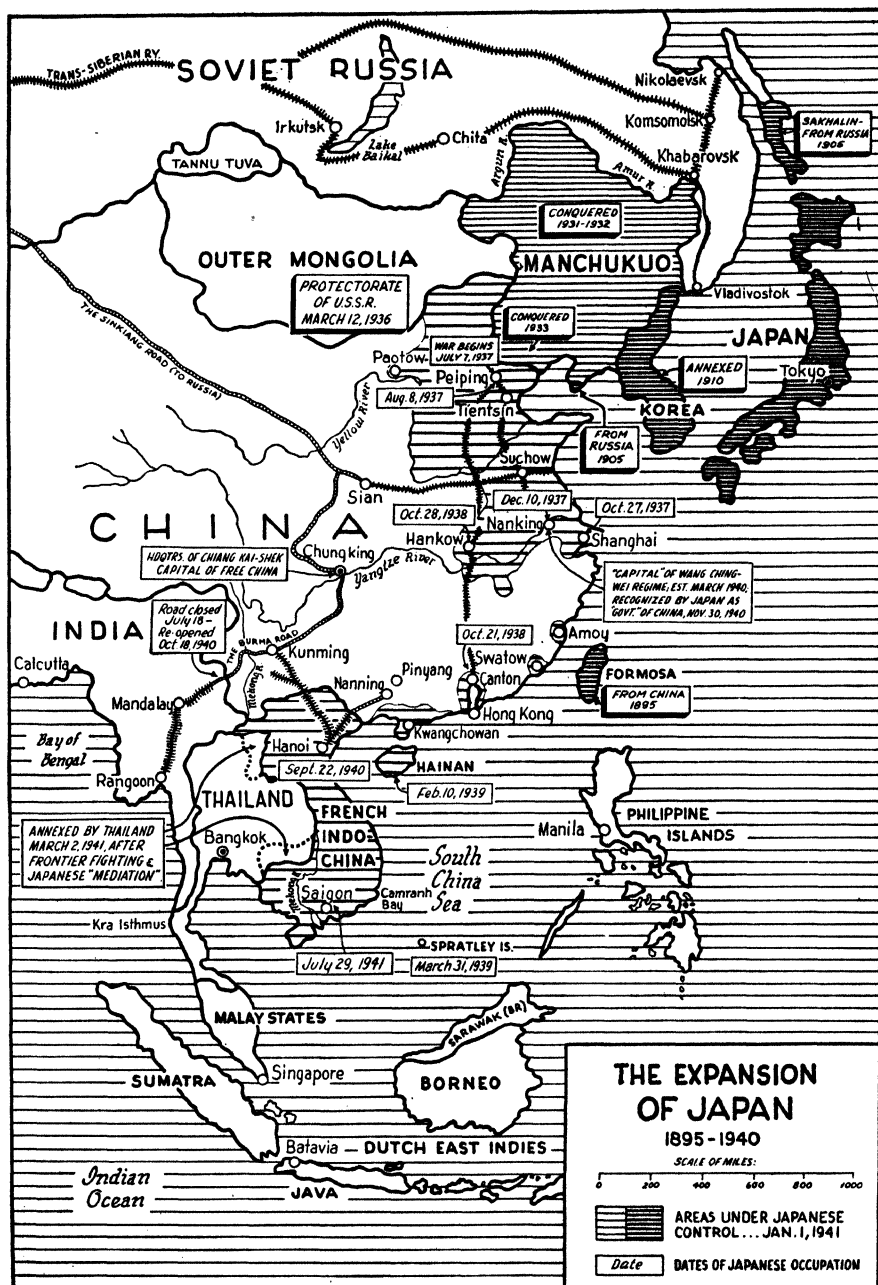 TRANS-SIBERIAN RY.
SOVIET RUSSIA
Nikolaevsk
Komsomolsk
SAKHALIN-
FROM RUSSIA
1906
Irkutsk
Lake
Baikal
Chita
Khabarovsk
TANNU TUVA
Argun R.
Amur R.
CONQUERED
1931-1932
OUTER MONGOLIA
MANCHUKUO
PROTECTORATE
OF U.S.S.R.
MARCH 12, 1936
Vladivostok
THE SINKIANG ROAD (TO RUSSIA)
CONQUERED
1933
JAPAN
WAR BEGINS
JULY 7, 1937
Paotow
Peiping
ANNEXED
1910
Tokyo
Aug. 8, 1937
Tientsin
KOREA
Yellow River
FROM
RUSSIA
1905
Suchow
Sian
Oct. 28, 1938
Dec. 10, 1937
Oct. 27, 1937
CHINA
Nanking
Hankow
Shanghai
HDQTRS. OF CHIANG KAI-SHEK
CAPITAL OF FREE CHINA
Chungking
Yangtze River
"CAPITAL" OF WANG CHING-
WEI REGIME; EST. MARCH 1940,
RECOGNIZED BY JAPAN AS
"GOVT." OF CHINA, NOV. 30, 1940
INDIA
Road closed
July 18-
Re-opened
Oct 18, 1940
THE BURMA ROAD
Oct. 21, 1938
Amoy
Calcutta
Kunming
Swatow
Pinyang
Mekong R.
Nanning
Canton
FORMOSA
Mandalay
FROM CHINA
1895
Hong Kong
Bay of
Bengal
Hanoi
Kwangchowan
Sept. 22, 1940
HAINAN
Rangoon
Feb. 10, 1939
THAILAND
FRENCH
INDO
CHINA
ANNEXED BY THAILAND
MARCH 2, 1941, AFTER
FRONTIER FIGHTING &
JAPANESE "MEDIATION"
Manila
PHILIPPINE
ISLANDS
Bangkok
South
China
Sea
Mekong R.
Saigon
Camranh
Bay
Kra Isthmus
SPRATLEY IS.
July 29, 1941
March 31, 1939
MALAY STATES
SARAWAK (BR)
SUMATRA
Singapore
BORNEO
THE EXPANSION
OF JAPAN
1895-1940
Batavia
DUTCH EAST INDIES
SCALE OF MILES:
0 200 400 600 800 1000
Indian
Ocean
JAVA
AREAS UNDER JAPANESE
CONTROL... JAN. 1, 1941
Date
DATES OF JAPANESE OCCUPATION